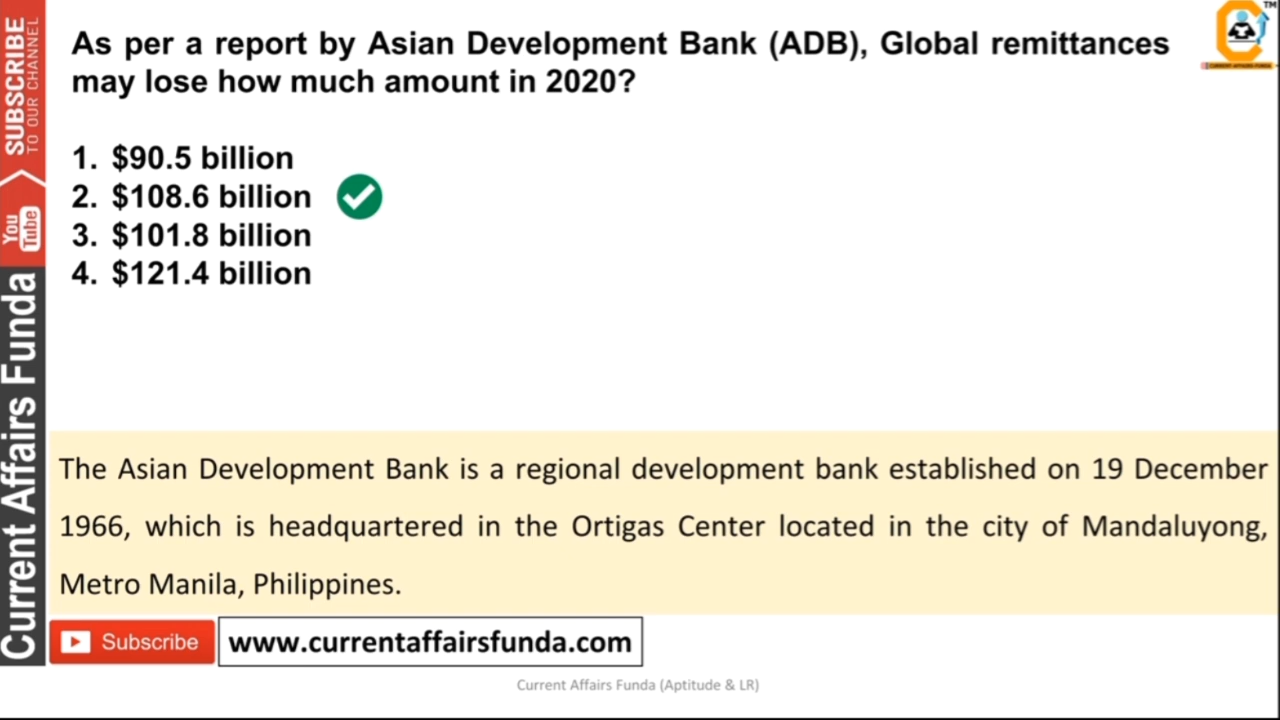 As per a report by Asian Development Bank (ADB), Global remittances
may lose how much amount in 2020?
1. $90.5 billion
2. $108.6 billion
3. $101.8 billion
4. $121.4 billion
The Asian Development Bank is a regional development bank established on 19 December
1966, which is headquartered in the Ortigas Center located in the city of Mandaluyong,
Metro Manila, Philippines.
Subscribe
www.currentaffairsfunda.com
Current Affairs Funda (Aptitude & LR)
SUBSCRIBE
TO OUR CHANNEL
You
Tube
Current Affairs Funda
TM
CURRENT AFFAIRS FUNDA